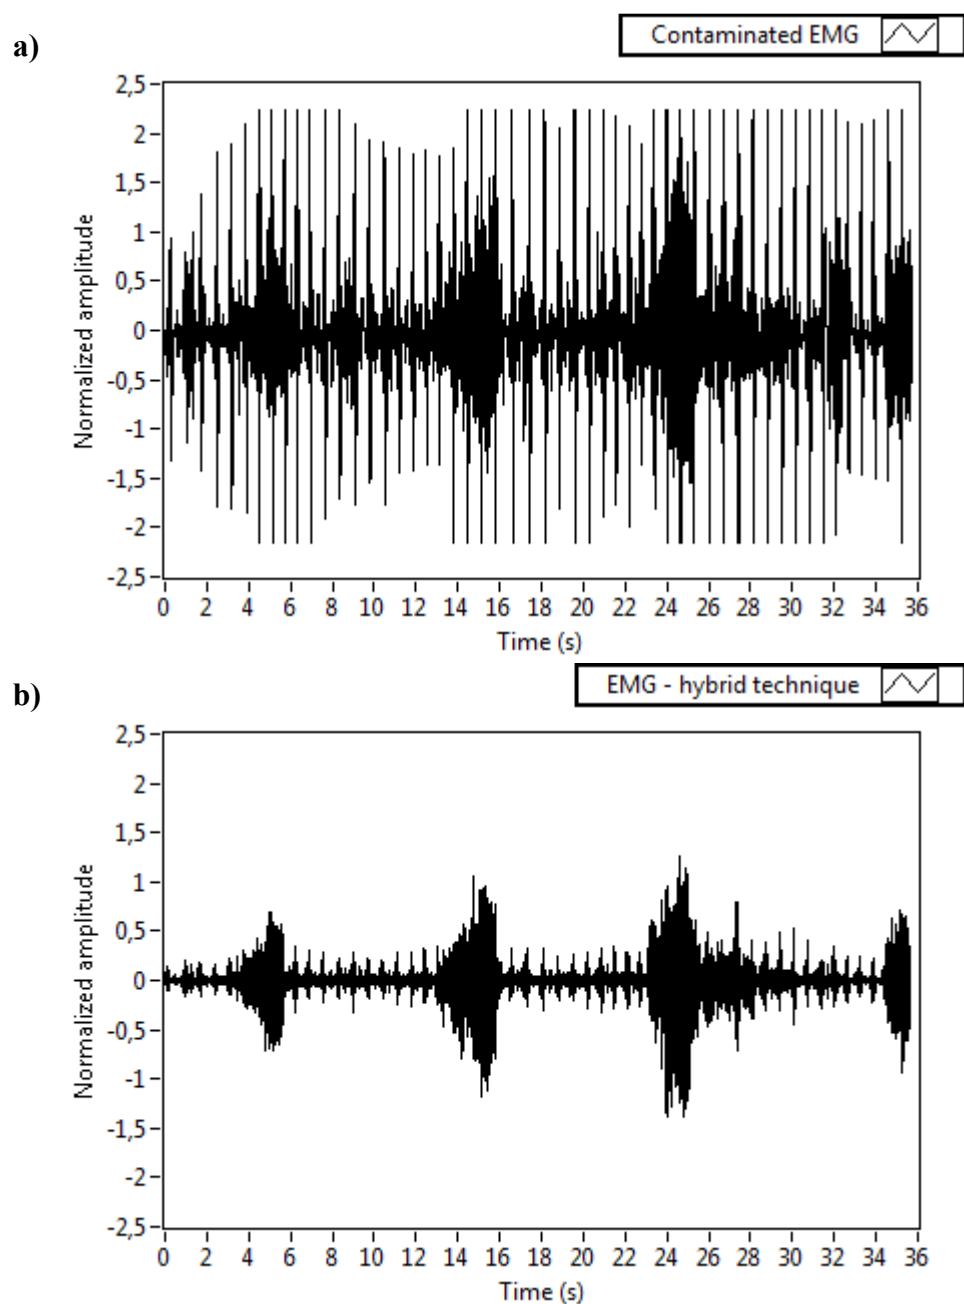 a)
Contaminated EMG
2,5
2
1,5
1
0,5
0
-0,5
-1
-1,5
-2
-2,5
Normalized amplitude
0 2 4 6 8 10 12 14 16 18 20 22 24 26 28 30 32 34 36
Time (s)
b)
EMG - hybrid technique
2,5
2
1,5
1
0,5
0
-0,5
-1
-1,5
-2
-2,5
Normalized amplitude
0 2 4 6 8 10 12 14 16 18 20 22 24 26 28 30 32 34 36
Time (s)